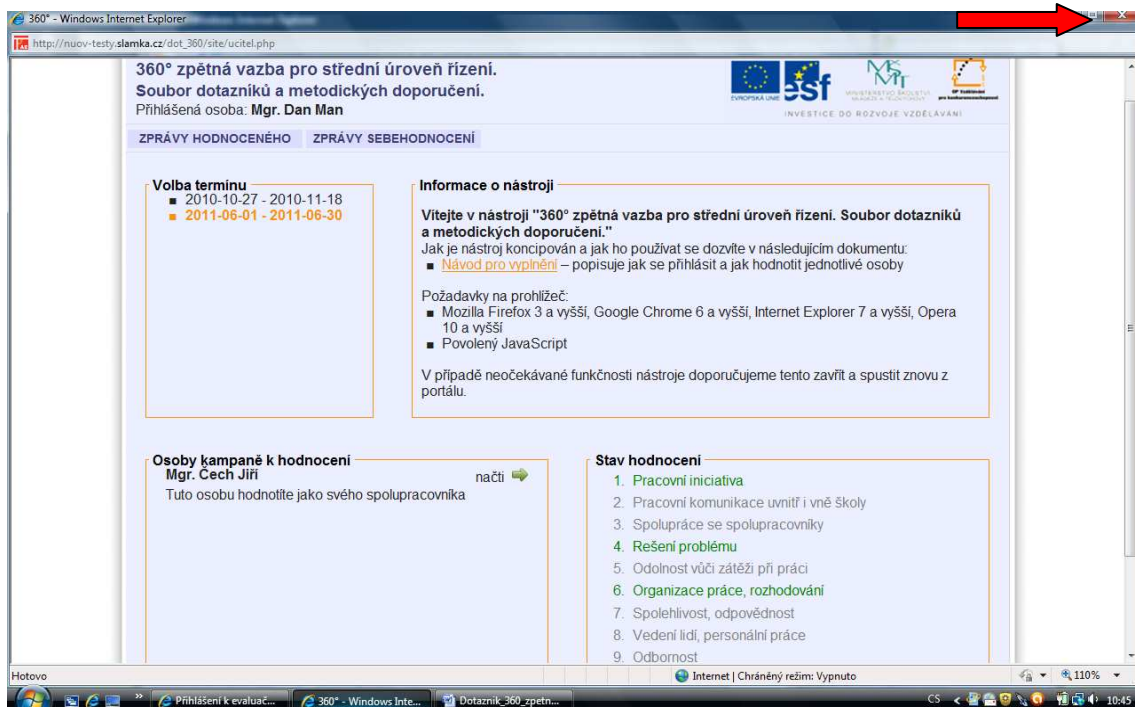 360° - Windows Internet Explorer
http://nuov-testy.slamka.cz/dot_360/site/ucitel.php
360° zpětná vazba pro střední úroveň řízení.
Soubor dotazníků a metodických doporučení.
Přihlášená osoba: Mgr. Dan Man
EVROPSKÁ UNIE
esf
MŠMT
INVESTICE DO ROZVOJE VZDĚLÁVÁNÍ
ZPRÁVY HODNOCENÉHO ZPRÁVY SEBEHODNOCENÍ
Volba termínu
2010-10-27 - 2010-11-18
2011-06-01 - 2011-06-30
Informace o nástroji
Vítejte v nástroji "360° zpětná vazba pro střední úroveň řízení. Soubor dotazníků
a metodických doporučení."
Jak je nástroj koncipován a jak ho používat se dozvíte v následujícím dokumentu:
Návod pro vyplnění – popisuje jak se přihlásit a jak hodnotit jednotlivé osoby
Požadavky na prohlížeč:
Mozilla Firefox 3 a vyšší, Google Chrome 6 a vyšší, Internet Explorer 7 a vyšší, Opera
10 a vyšší
Povolený JavaScript
V případě neočekávané funkčnosti nástroje doporučujeme tento zavřít a spustit znovu z
portálu.
Osoby kampaně k hodnocení
Mgr. Čech Jiří
načti
Tuto osobu hodnotíte jako svého spolupracovníka
Stav hodnocení
1. Pracovní iniciativa
2. Pracovní komunikace uvnitř i vně školy
3. Spolupráce se spolupracovníky
4. Řešení problémů
5. Odolnost vůči zátěži při práci
6. Organizace práce, rozhodování
7. Spolehlivost, odpovědnost
8. Vedení lidí, personální práce
9. Odbornost
Hotovo
Internet | Chráněný režim: Vypnuto
110%
Přihlášení k evaluač...
360° - Windows Inte...
Dotaznik_360_zpetn...
CS
10:45